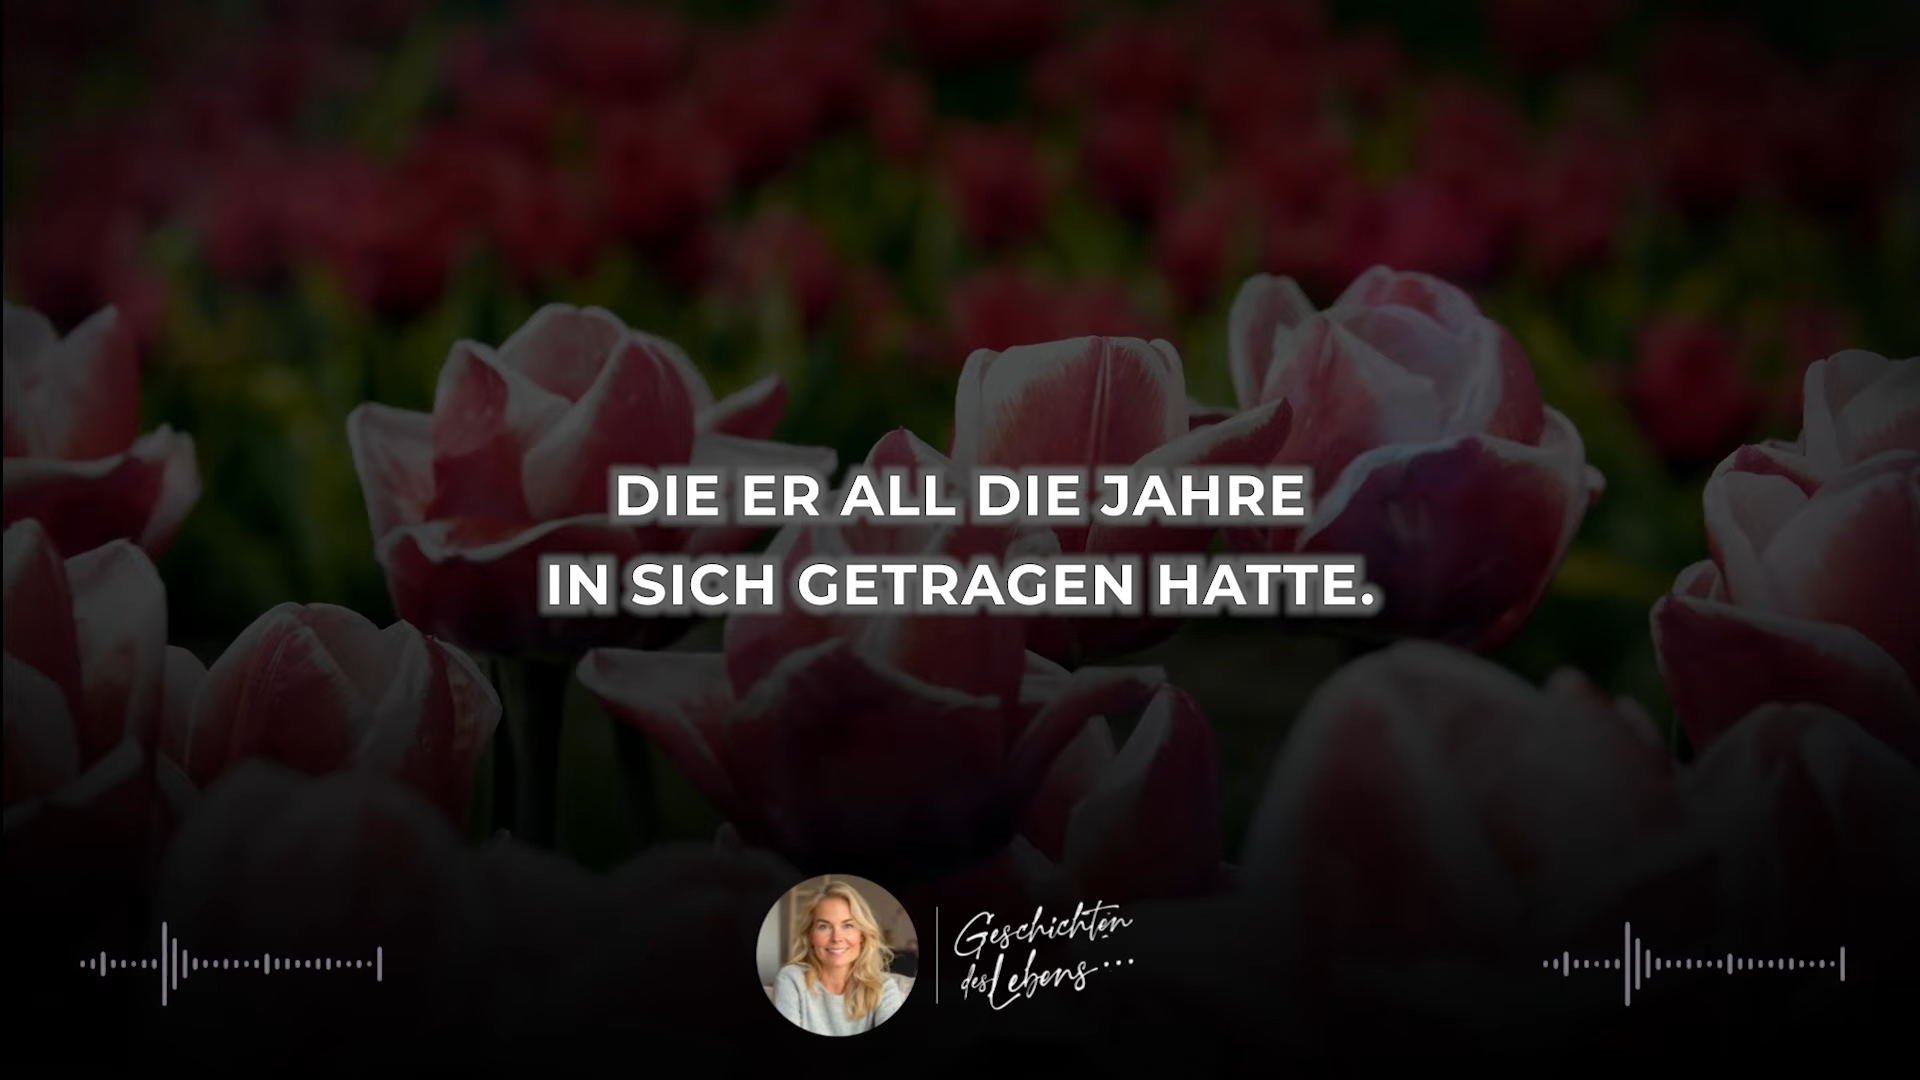 DIE ER ALL DIE JAHRE
IN SICH GETRAGEN HATTE.
Geschichten
des Lebens...